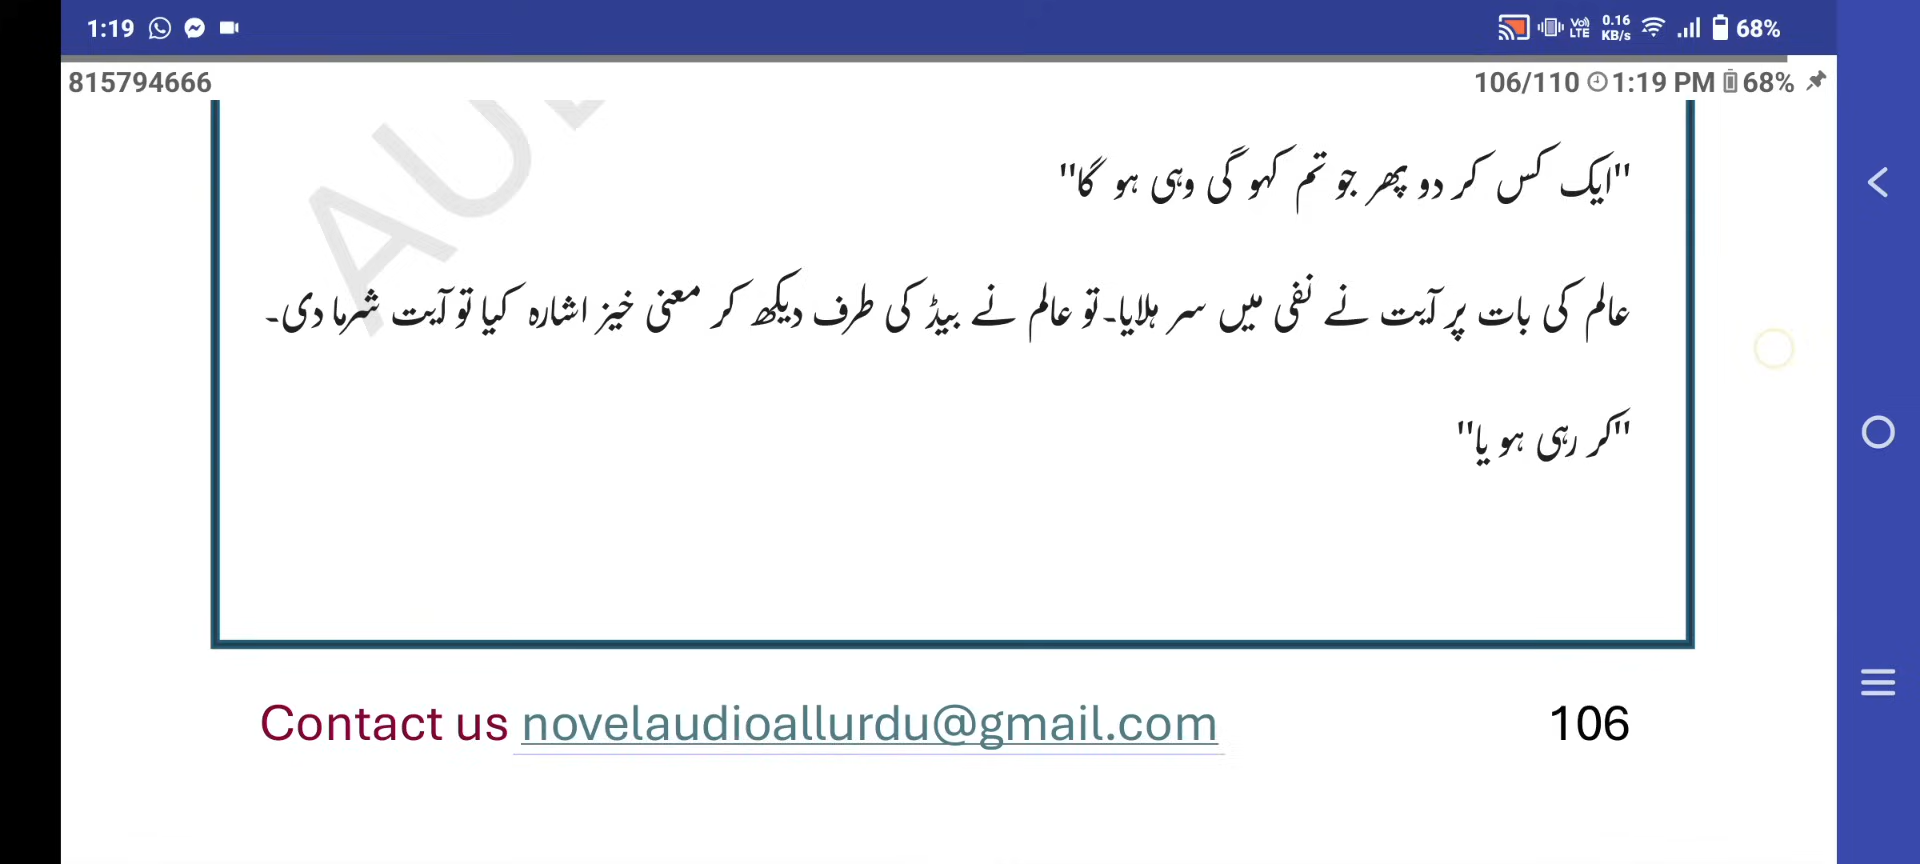 1:19 Vo) LTE 0.16 KB/s 68%
815794666 106/110 1:19 PM 68%
AU
"ایک کس کر دو پھر جو تم کہو گی وہی ہو گا"
عالم کی بات پر آیت نے نفی میں سر ہلایا۔ تو عالم نے بیڈ کی طرف دیکھ کر معنی خیز اشارہ کیا تو آیت شرما دی۔
"کر رہی ہو یا"
Contact us novelaudioallurdu@gmail.com 106